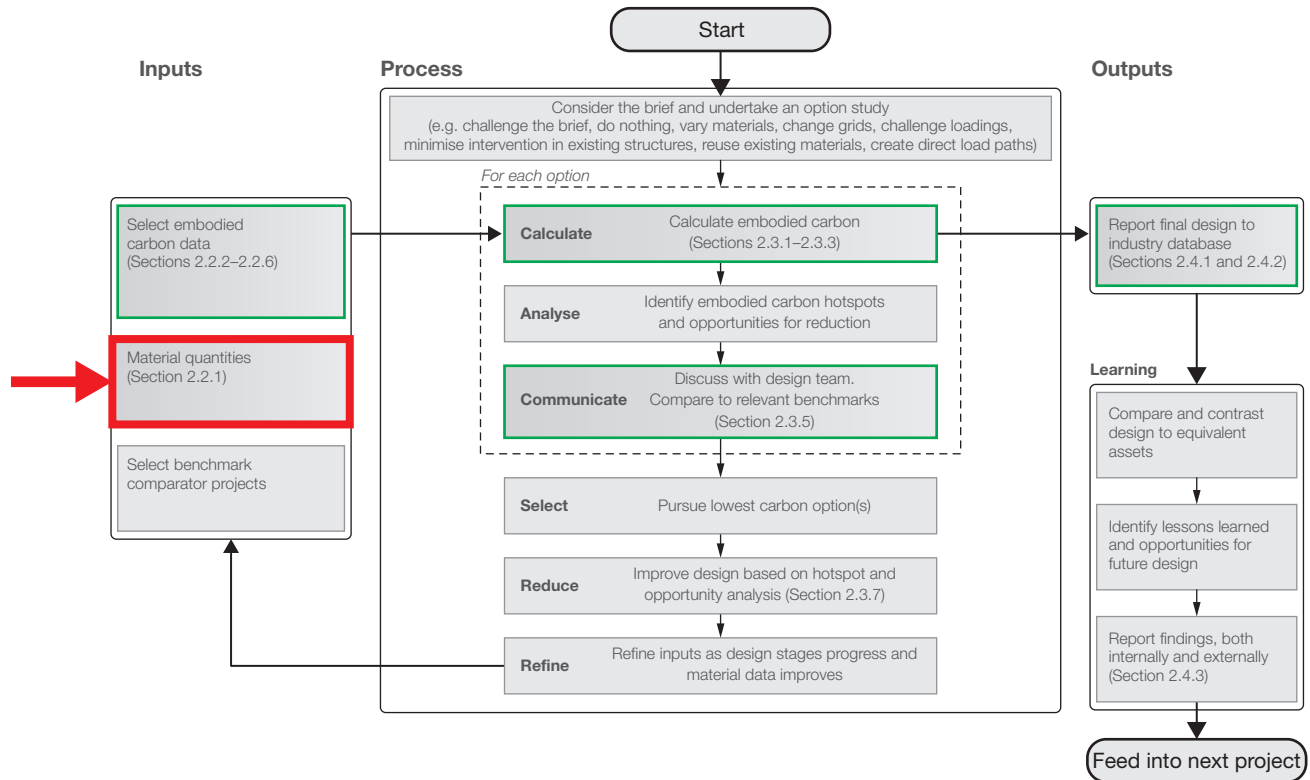 Start
Inputs
Process
Outputs
Consider the brief and undertake an option study
(e.g. challenge the brief, do nothing, vary materials, change grids, challenge loadings,
minimise intervention in existing structures, reuse existing materials, create direct load paths)
For each option
Select embodied
carbon data
(Sections 2.2.2–2.2.6)
Material quantities
(Section 2.2.1)
Select benchmark
comparator projects
Calculate
Calculate embodied carbon
(Sections 2.3.1–2.3.3)
Analyse
Identify embodied carbon hotspots
and opportunities for reduction
Communicate
Discuss with design team.
Compare to relevant benchmarks
(Section 2.3.5)
Select
Pursue lowest carbon option(s)
Reduce
Improve design based on hotspot and
opportunity analysis (Section 2.3.7)
Refine
Refine inputs as design stages progress and
material data improves
Report final design to
industry database
(Sections 2.4.1 and 2.4.2)
Learning
Compare and contrast
design to equivalent
assets
Identify lessons learned
and opportunities for
future design
Report findings, both
internally and externally
(Section 2.4.3)
Feed into next project